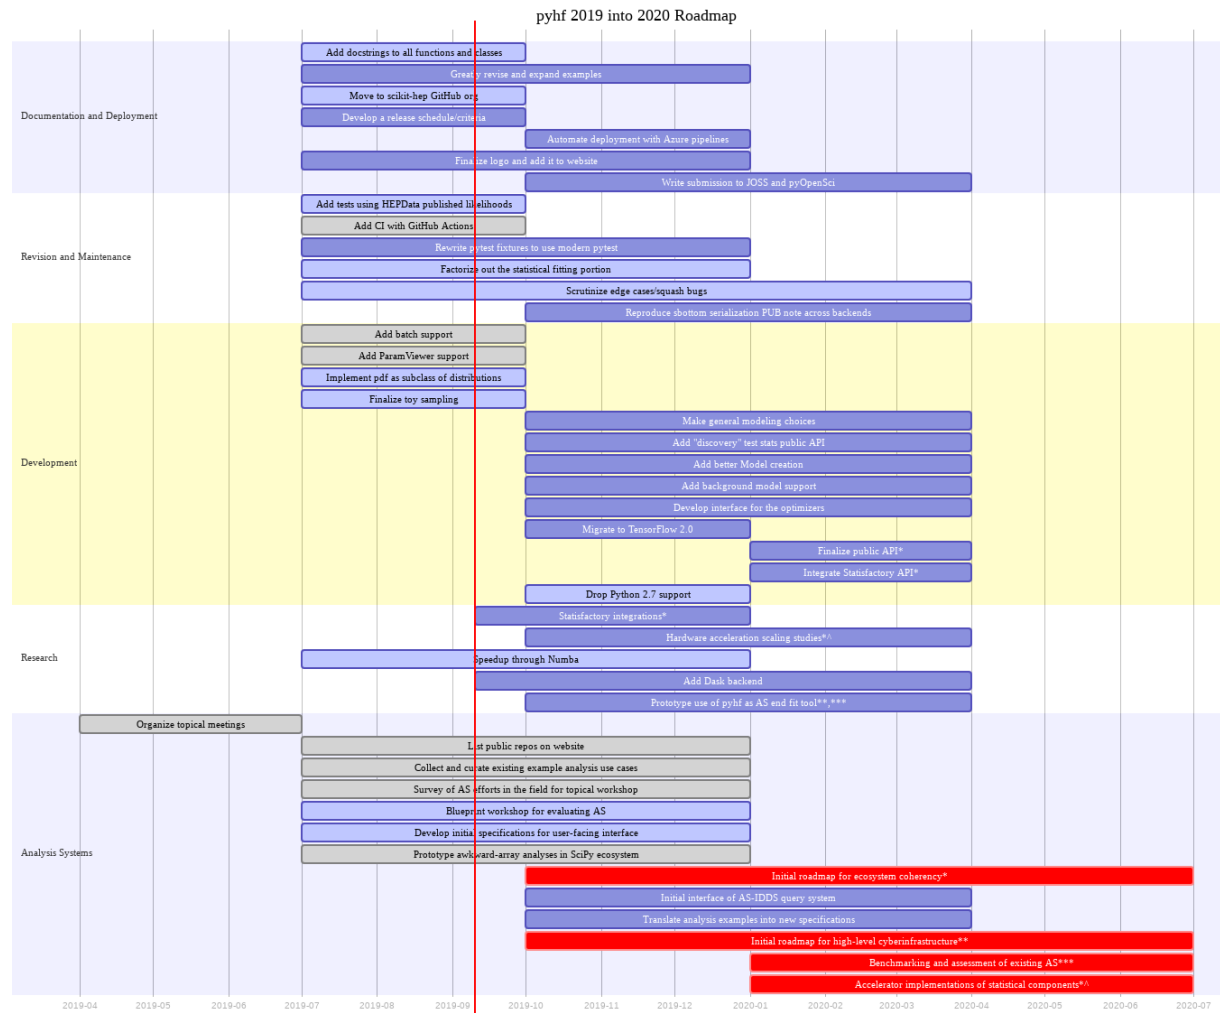 pyhf 2019 into 2020 Roadmap
Documentation and Deployment
Add docstrings to all functions and classes
Greatly revise and expand examples
Move to scikit-hep GitHub org
Develop a release schedule/criteria
Automate deployment with Azure pipelines
Finalize logo and add it to website
Write submission to JOSS and pyOpenSci
Revision and Maintenance
Add tests using HEPData published likelihoods
Add CI with GitHub Actions
Rewrite pytest fixtures to use modern pytest
Factorize out the statistical fitting portion
Scrutinize edge cases/squash bugs
Reproduce sbottom serialization PUB note across backends
Development
Add batch support
Add ParamViewer support
Implement pdf as subclass of distributions
Finalize toy sampling
Make general modeling choices
Add "discovery" test stats public API
Add better Model creation
Add background model support
Develop interface for the optimizers
Migrate to TensorFlow 2.0
Finalize public API*
Integrate Statisfactory API*
Drop Python 2.7 support
Research
Statisfactory integrations*
Hardware acceleration scaling studies*^
Speedup through Numba
Add Dask backend
Prototype use of pyhf as AS end fit tool**,***
Analysis Systems
Organize topical meetings
List public repos on website
Collect and curate existing example analysis use cases
Survey of AS efforts in the field for topical workshop
Blueprint workshop for evaluating AS
Develop initial specifications for user-facing interface
Prototype awkward-array analyses in SciPy ecosystem
Initial roadmap for ecosystem coherency*
Initial interface of AS-IDDS query system
Translate analysis examples into new specifications
Initial roadmap for high-level cyberinfrastructure**
Benchmarking and assessment of existing AS***
Accelerator implementations of statistical components*^
2019-04 2019-05 2019-06 2019-07 2019-08 2019-09 2019-10 2019-11 2019-12 2020-01 2020-02 2020-03 2020-04 2020-05 2020-06 2020-07